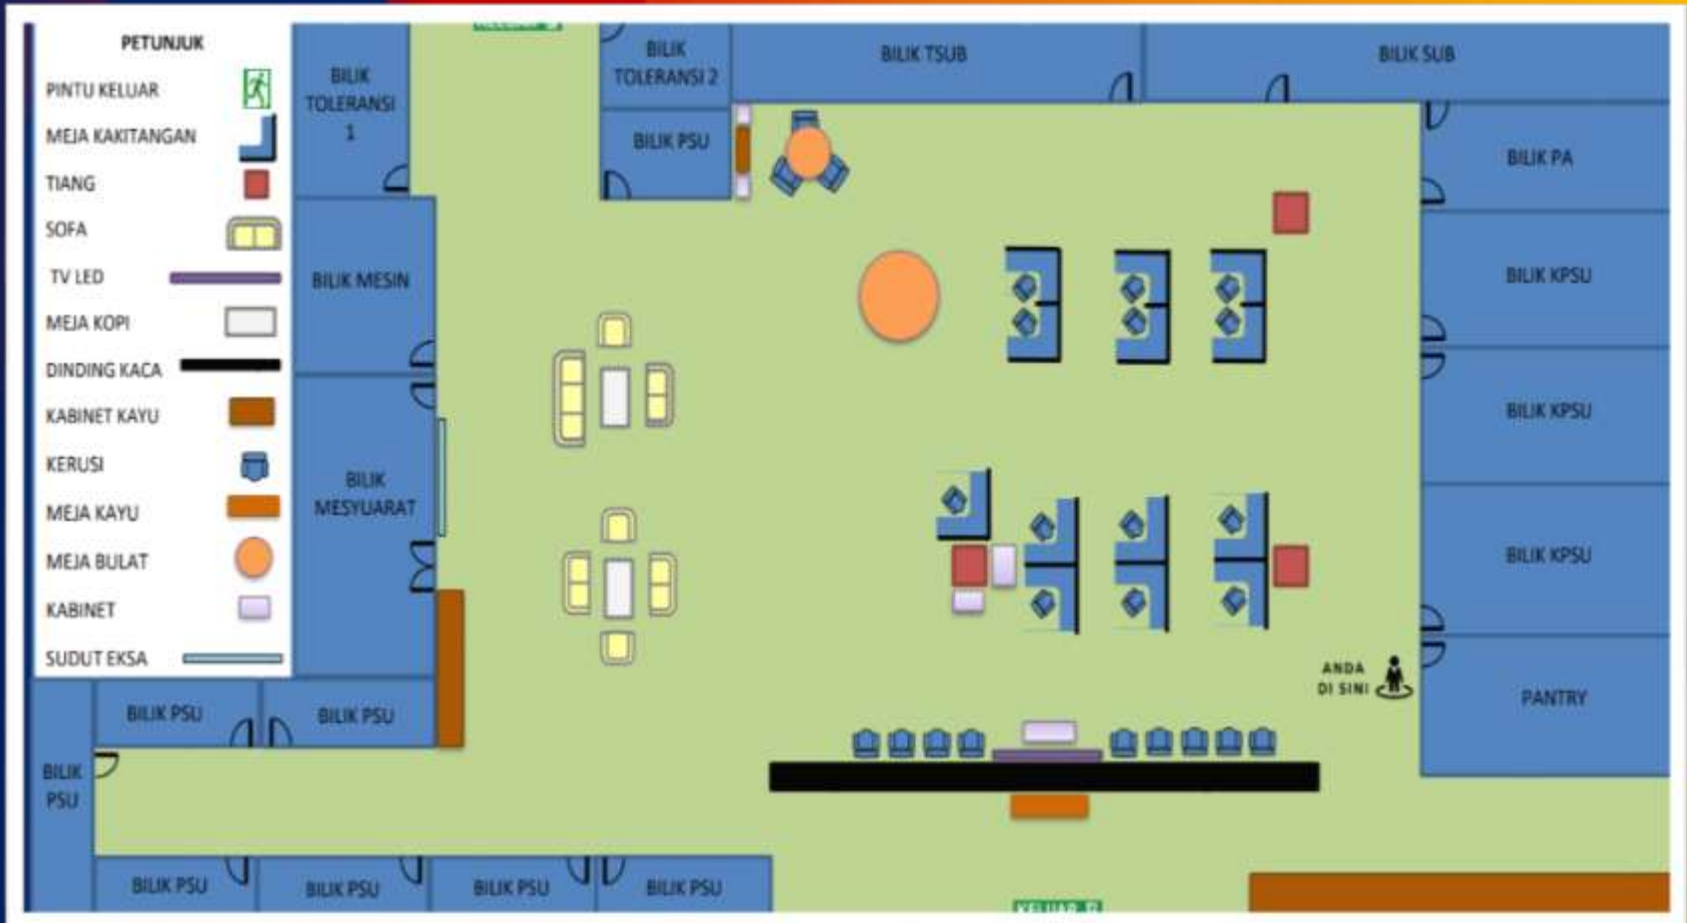 PETUNJUK
PINTU KELUAR
MEJA KAKITANGAN
TIANG
SOFA
TV LED
MEJA KOPI
DINDING KACA
KABINET KAYU
KERUSI
MEJA KAYU
MEJA BULAT
KABINET
SUDUT EKSA
BILIK
TOLERANSI
1
BILIK
TOLERANSI 2
BILIK PSU
BILIK TSUB
BILIK SUB
BILIK PA
BILIK MESIN
BILIK KPSU
BILIK KPSU
BILIK
MESYUARAT
BILIK KPSU
ANDA
DI SINI
PANTRY
BILIK PSU
BILIK PSU
BILIK
PSU
BILIK PSU
BILIK PSU
BILIK PSU
BILIK PSU